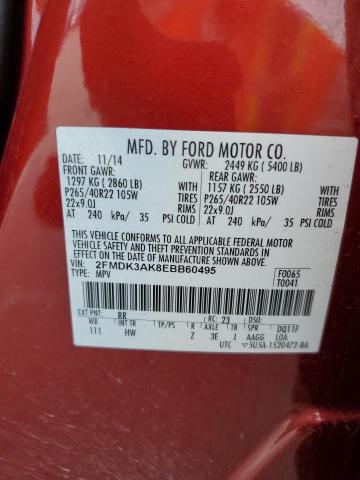 MFD. BY FORD MOTOR CO.
DATE: 11/14 GVWR: 2449 KG (5400 LB)
FRONT GAWR: REAR GAWR:
1297 KG (2860 LB) WITH 1157 KG (2550 LB) WITH
P265/40R22 105W TIRES P265/40R22 105W TIRES
22x9.0J RIMS 22x9.0J RIMS
AT 240 kPa/ 35 PSI COLD AT 240 kPa/ 35 PSI COLD
THIS VEHICLE CONFORMS TO ALL APPLICABLE FEDERAL MOTOR
VEHICLE SAFETY AND THEFT PREVENTION STANDARDS IN EFFECT
ON THE DATE OF MANUFACTURE SHOWN ABOVE.
VIN: 2FMDK3AK8EBB60495 F0065
TYPE: MPV T0041
EXT PNT: RR RC: 23 DSO:
WB INT TR TP/PS R AXLE TR SPR DQ11F
111 HW Z 3E J AAGG LOA
UTC ▽5U5A-1520472-BA